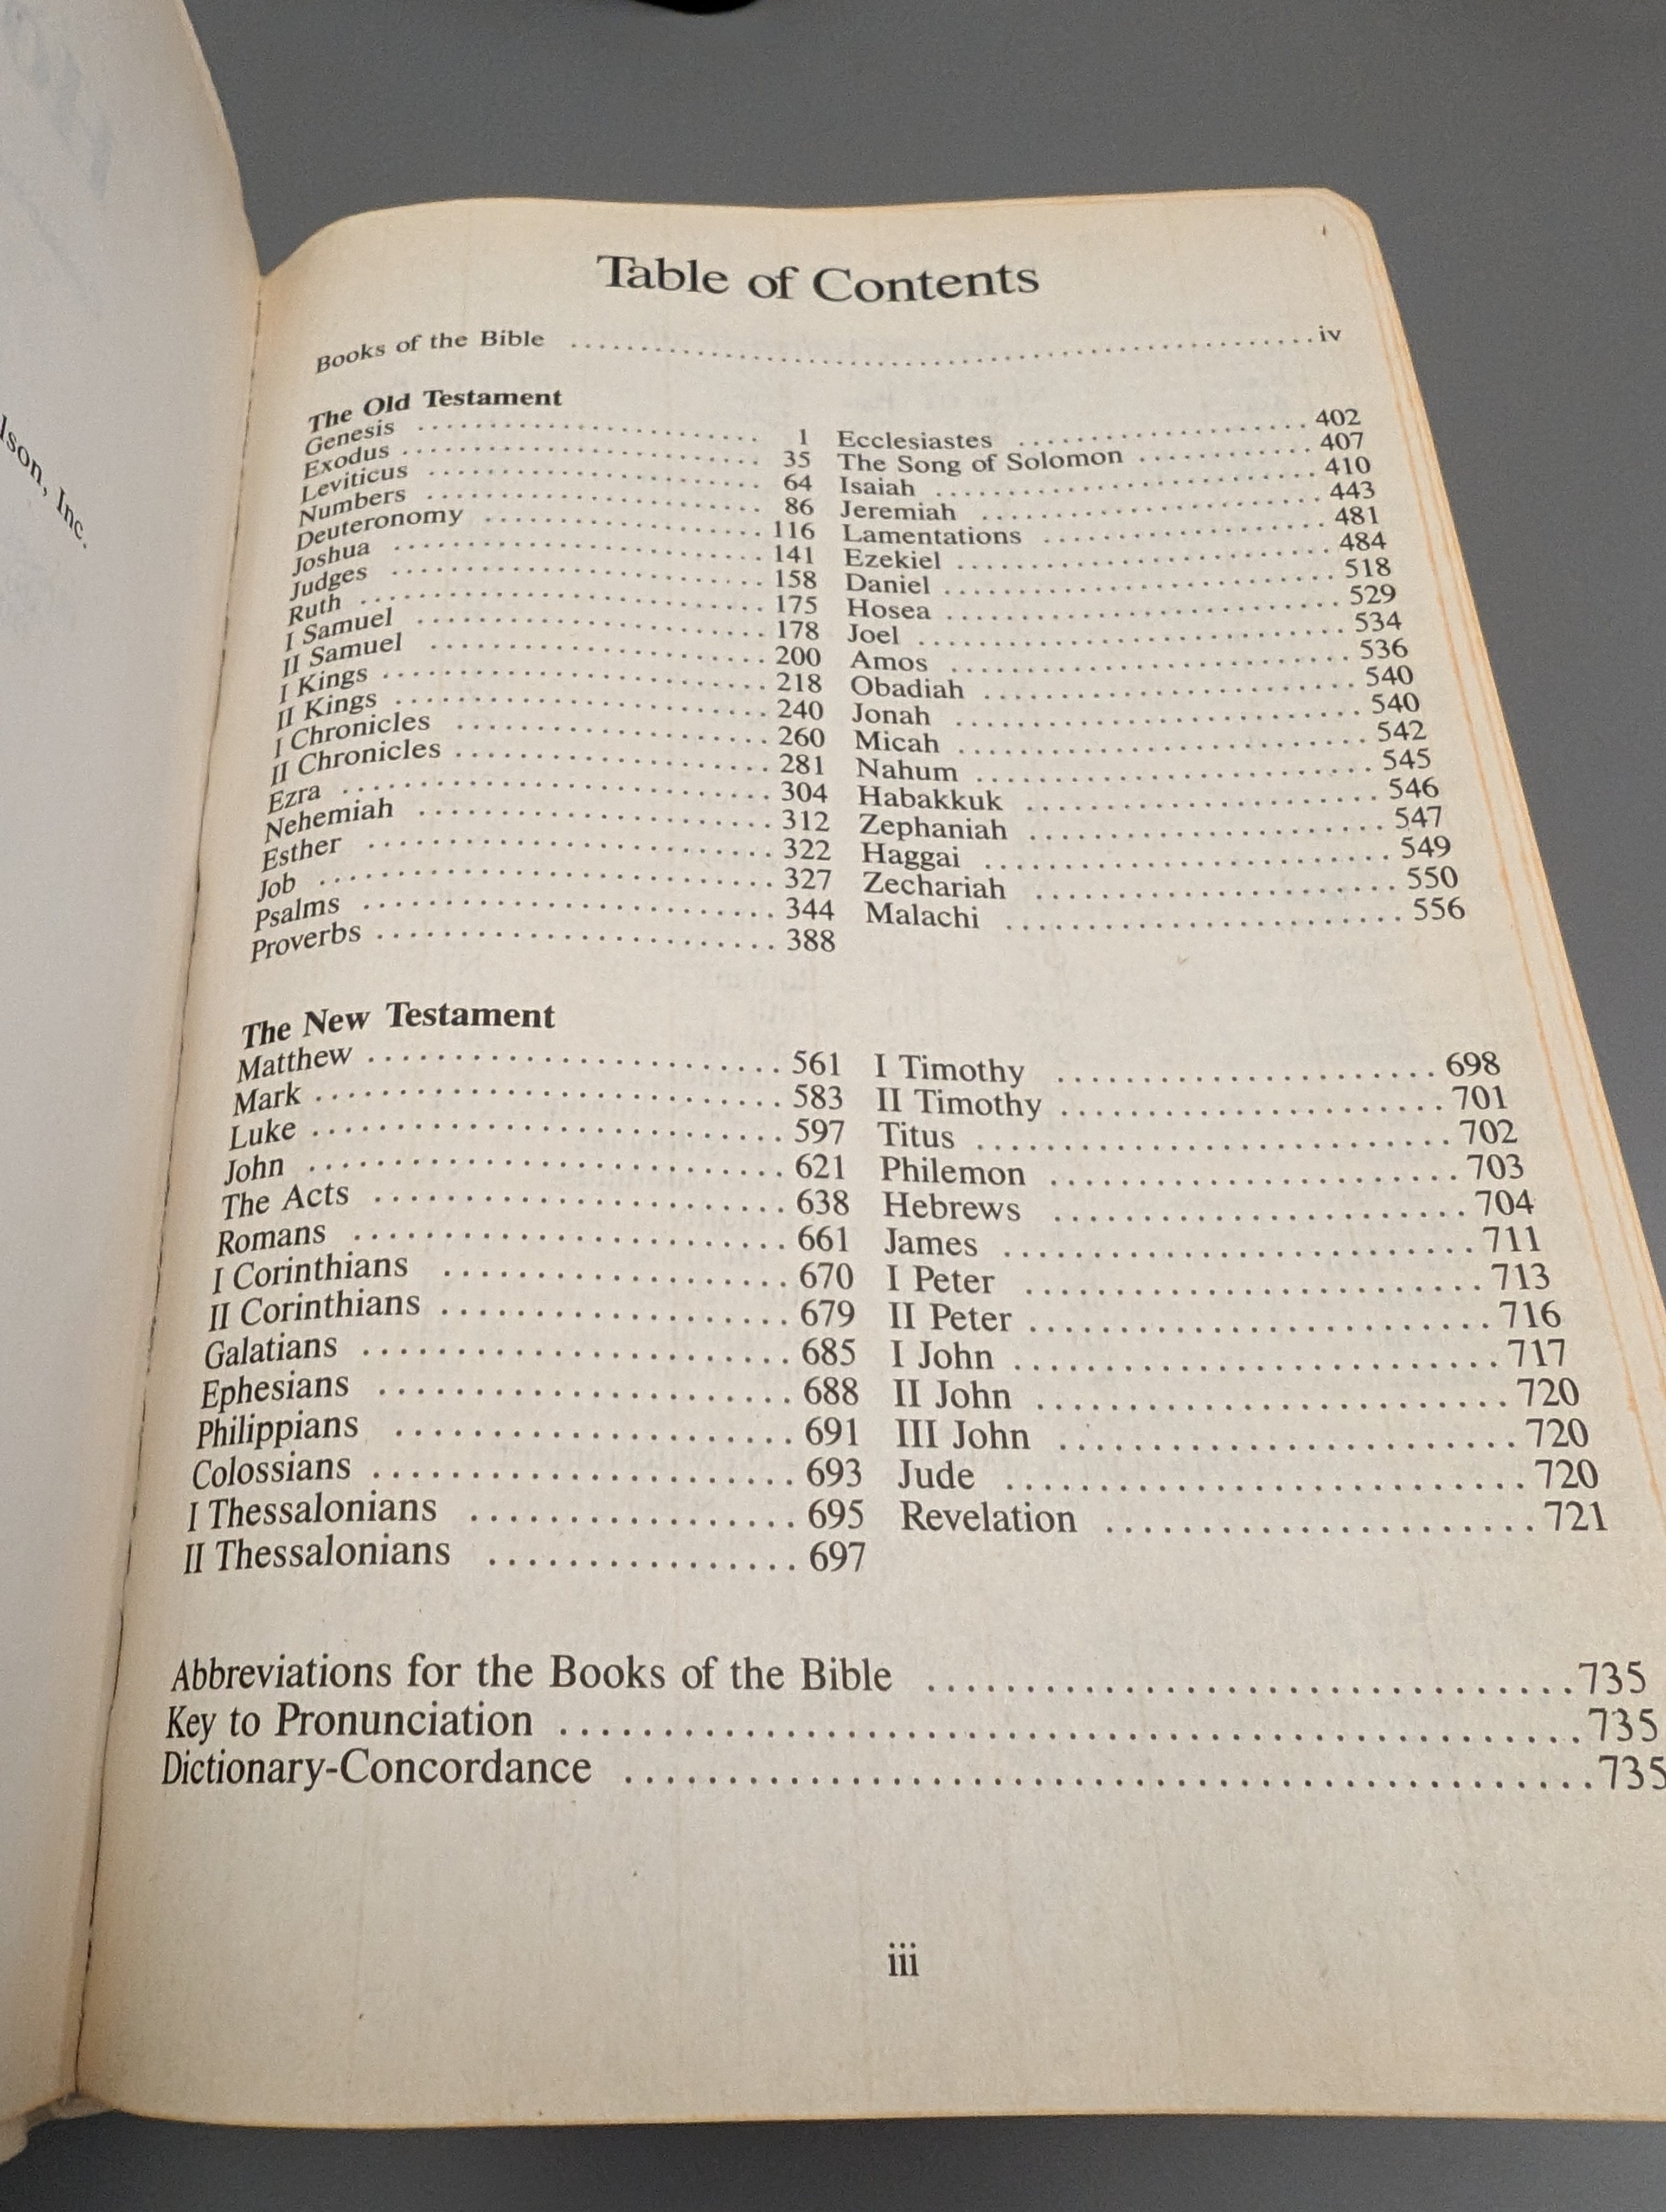 lson, Inc.
Table of Contents
Books of the Bible ........ iv
The Old Testament
Genesis ........ 1
Exodus ........ 35
Leviticus ........ 64
Numbers ........ 86
Deuteronomy ........ 116
Joshua ........ 141
Judges ........ 158
Ruth ........ 175
I Samuel ........ 178
II Samuel ........ 200
I Kings ........ 218
II Kings ........ 240
I Chronicles ........ 260
II Chronicles ........ 281
Ezra ........ 304
Nehemiah ........ 312
Esther ........ 322
Job ........ 327
Psalms ........ 344
Proverbs ........ 388
Ecclesiastes ........ 402
The Song of Solomon ........ 407
Isaiah ........ 410
Jeremiah ........ 443
Lamentations ........ 481
Ezekiel ........ 484
Daniel ........ 518
Hosea ........ 529
Joel ........ 534
Amos ........ 536
Obadiah ........ 540
Jonah ........ 540
Micah ........ 542
Nahum ........ 545
Habakkuk ........ 546
Zephaniah ........ 547
Haggai ........ 549
Zechariah ........ 550
Malachi ........ 556
The New Testament
Matthew ........ 561
Mark ........ 583
Luke ........ 597
John ........ 621
The Acts ........ 638
Romans ........ 661
I Corinthians ........ 670
II Corinthians ........ 679
Galatians ........ 685
Ephesians ........ 688
Philippians ........ 691
Colossians ........ 693
I Thessalonians ........ 695
II Thessalonians ........ 697
I Timothy ........ 698
II Timothy ........ 701
Titus ........ 702
Philemon ........ 703
Hebrews ........ 704
James ........ 711
I Peter ........ 713
II Peter ........ 716
I John ........ 717
II John ........ 720
III John ........ 720
Jude ........ 720
Revelation ........ 721
Abbreviations for the Books of the Bible ........ 735
Key to Pronunciation ........ 735
Dictionary-Concordance ........ 735
iii